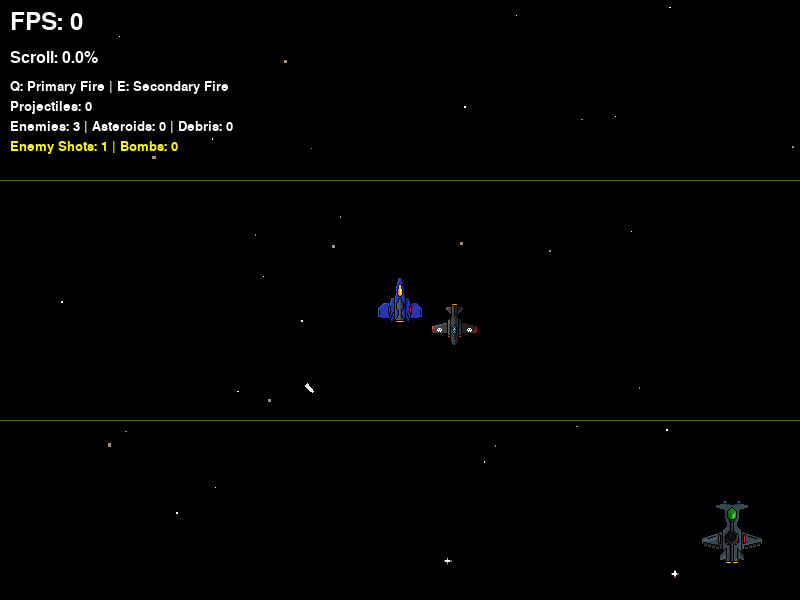 FPS: 0
Scroll: 0.0%
Q: Primary Fire | E: Secondary Fire
Projectiles: 0
Enemies: 3 | Asteroids: 0 | Debris: 0
Enemy Shots: 1 | Bombs: 0